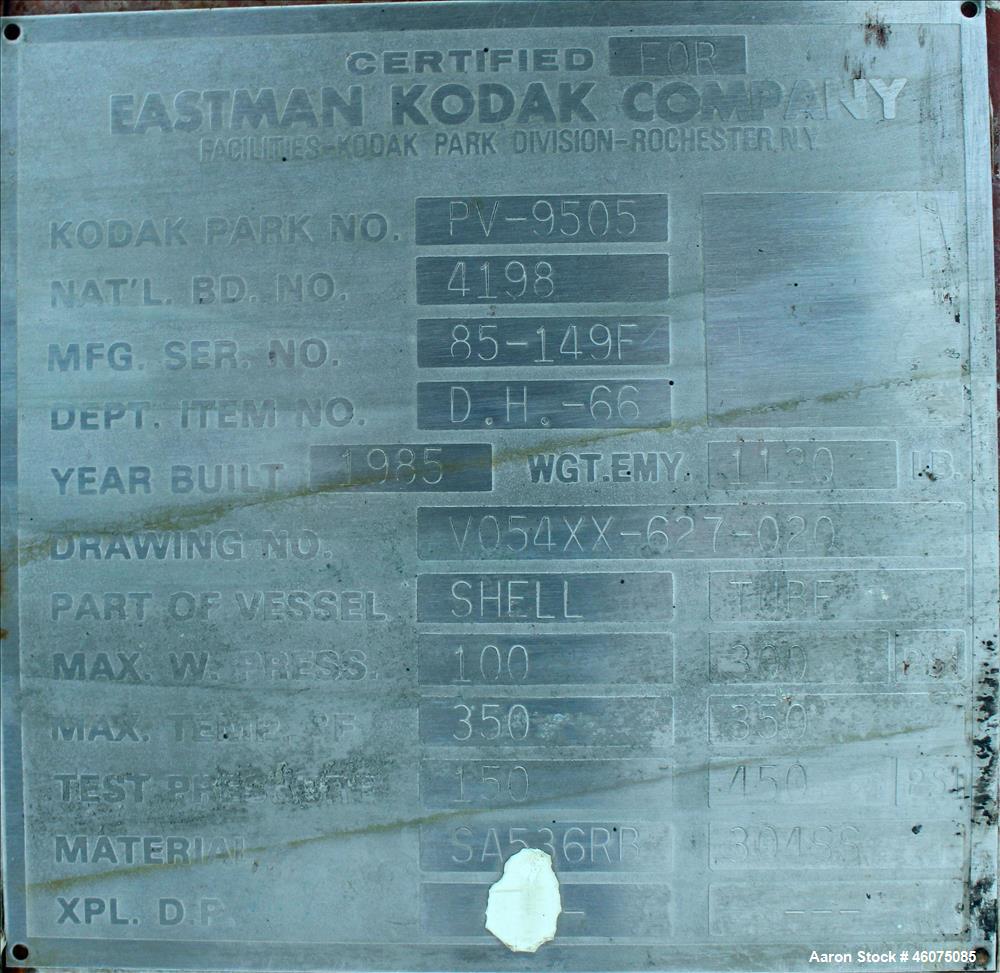 CERTIFIED FOR
EASTMAN KODAK COMPANY
FACILITIES-KODAK PARK DIVISION-ROCHESTER, N.Y.
KODAK PARK NO. PV-9505
NAT'L. BD. NO. 4198
MFG. SER. NO. 85-149F
DEPT. ITEM NO. D.H.-66
YEAR BUILT 1985 WGT.EMY. 1120 LB.
DRAWING NO. V054XX-627-020
PART OF VESSEL SHELL TUBE
MAX. W. PRESS. 100 300 PSI
MAX. TEMP. °F 350 350
TEST PRESSURE 150 450 PSI
MATERIAL 304SS
XPL. D.P. - ---
Aaron Stock # 46075085